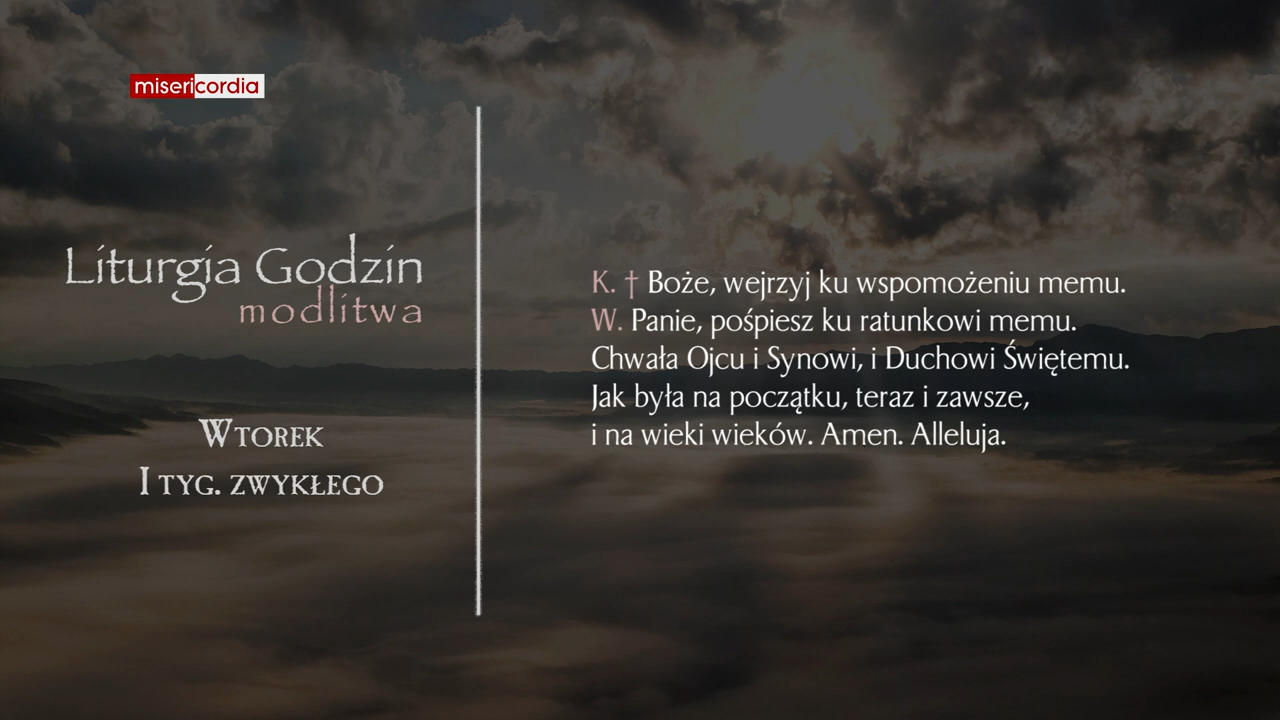 misericordia
Liturgia Godzin
modlitwa
Wtorek
I tyg. zwykłego
K. † Boże, wejrzyj ku wspomożeniu memu.
W. Panie, pośpiesz ku ratunkowi memu.
Chwała Ojcu i Synowi, i Duchowi Świętemu.
Jak była na początku, teraz i zawsze,
i na wieki wieków. Amen. Alleluja.